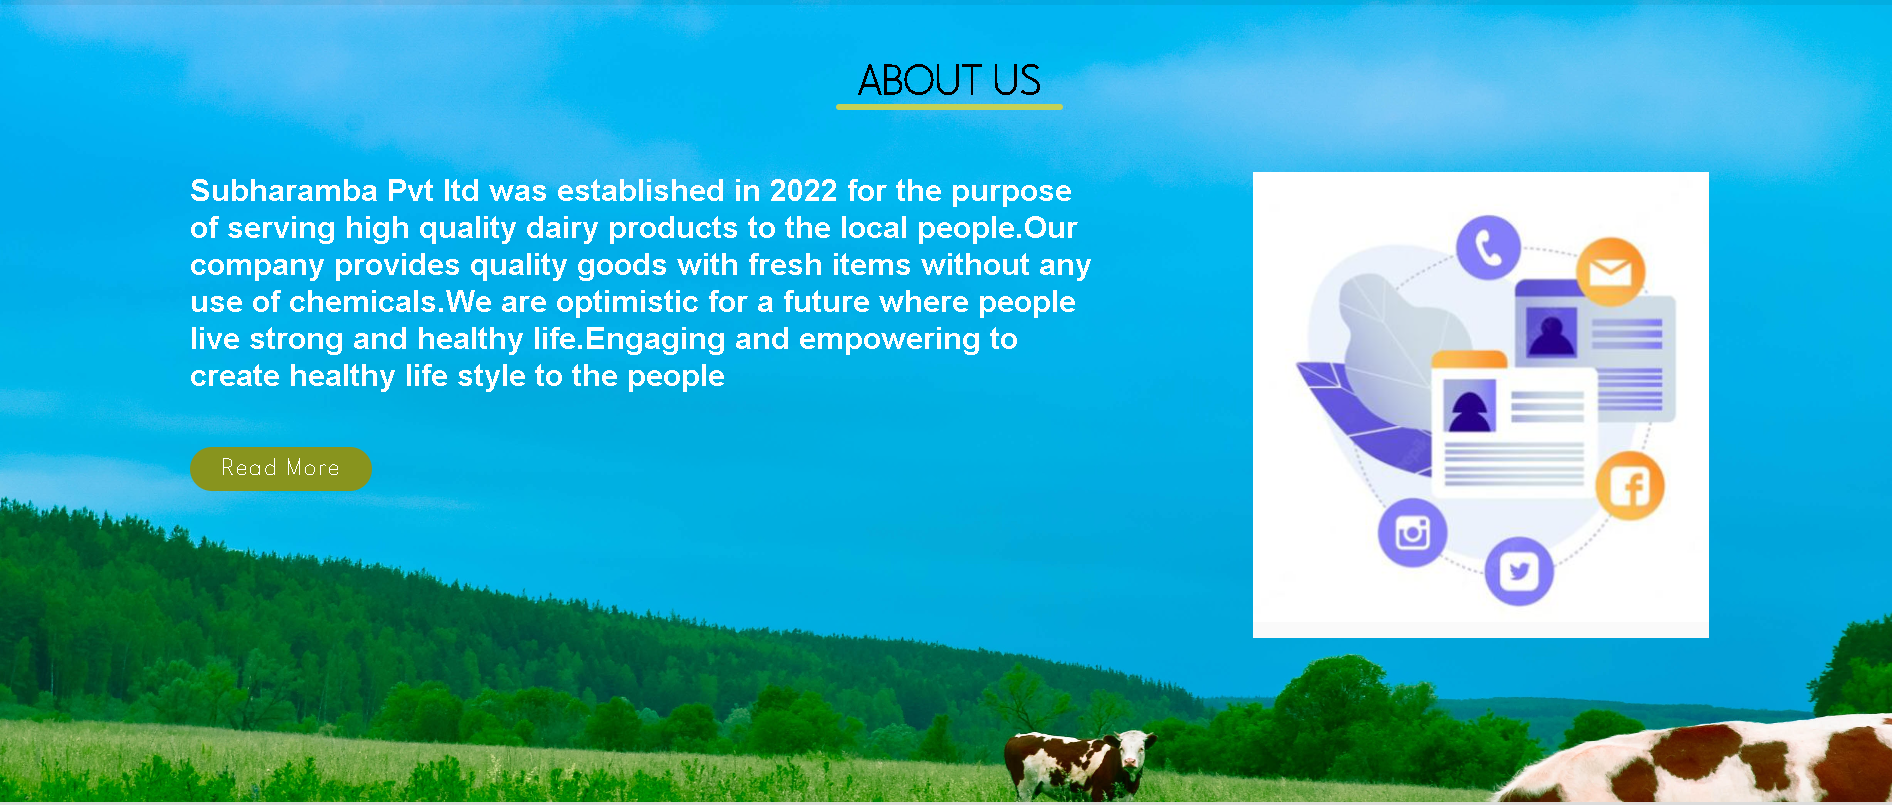 ABOUT US
Subharamba Pvt ltd was established in 2022 for the purpose
of serving high quality dairy products to the local people.Our
company provides quality goods with fresh items without any
use of chemicals.We are optimistic for a future where people
live strong and healthy life.Engaging and empowering to
create healthy life style to the people
Read More